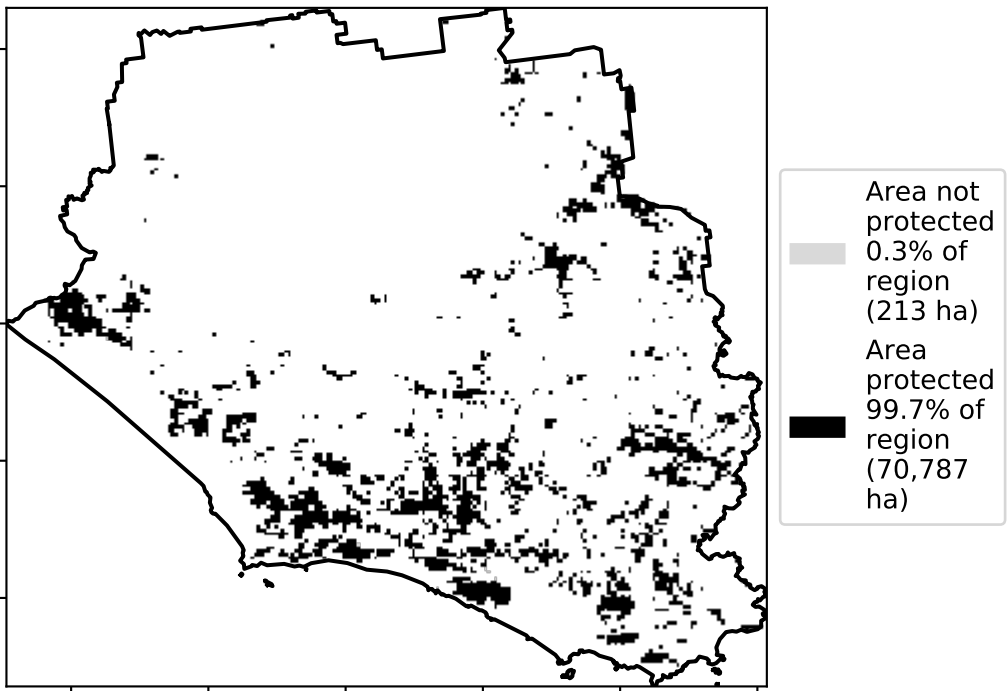 Area not
protected
0.3% of
region
(213 ha)
Area
protected
99.7% of
region
(70,787
ha)